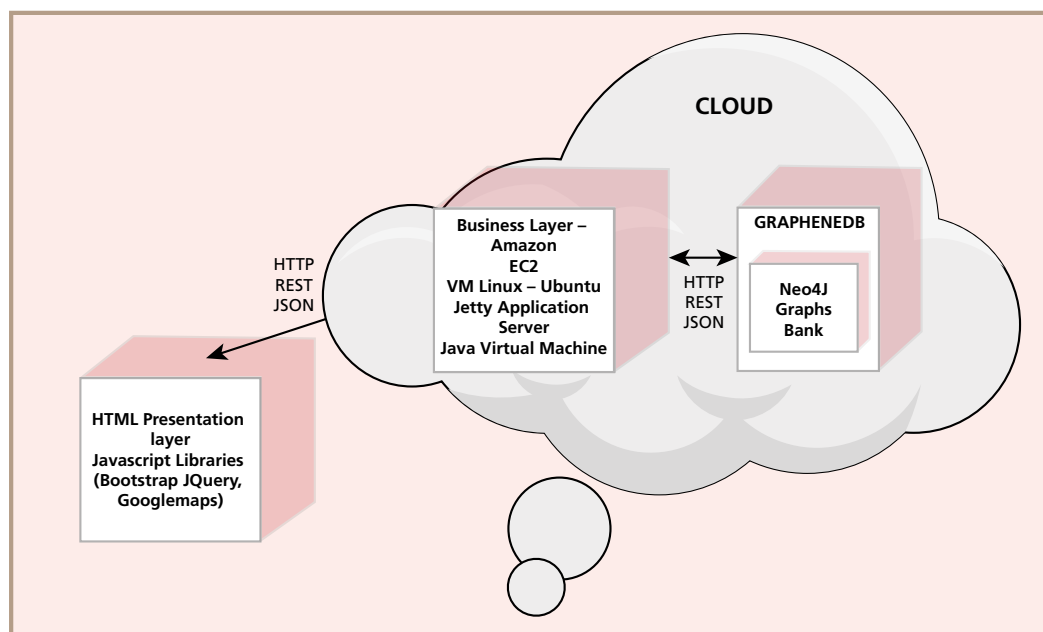 CLOUD
Business Layer –
Amazon
EC2
VM Linux – Ubuntu
Jetty Application
Server
Java Virtual Machine
HTTP
REST
JSON
GRAPHENEDB
Neo4J
Graphs
Bank
HTTP
REST
JSON
HTML Presentation
layer
Javascript Libraries
(Bootstrap JQuery,
Googlemaps)